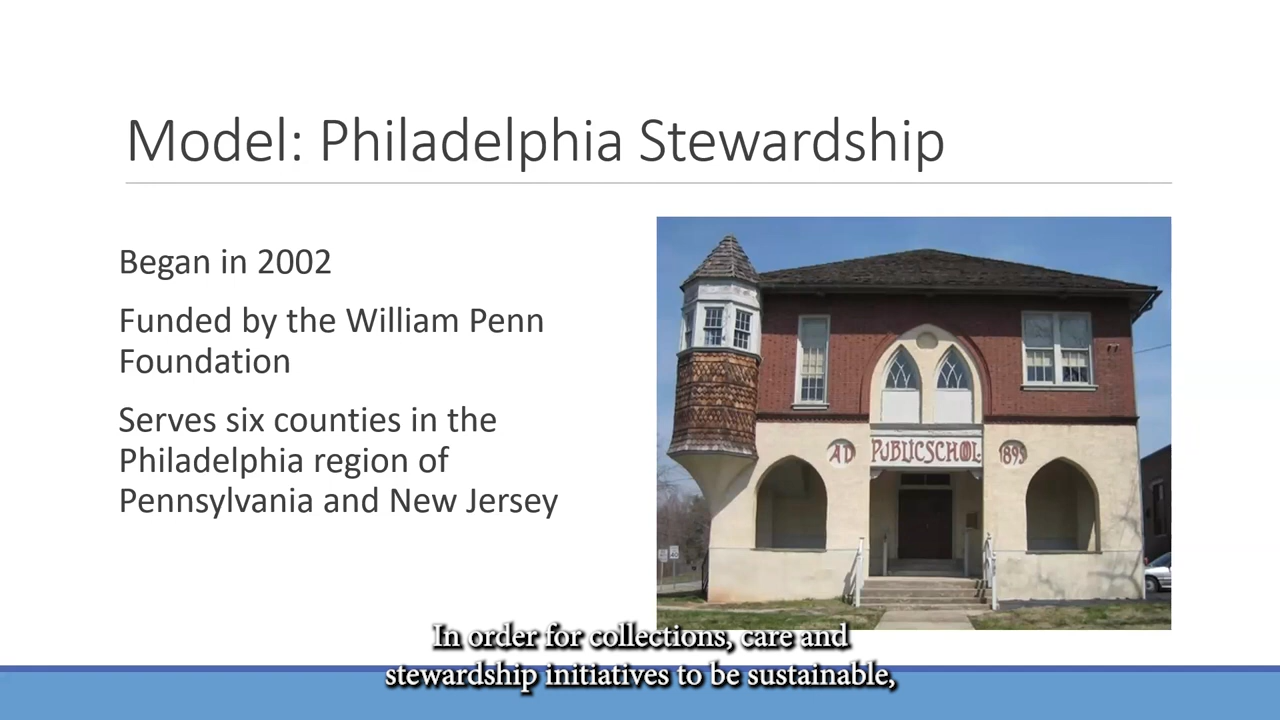 Model: Philadelphia Stewardship
Began in 2002
Funded by the William Penn
Foundation
Serves six counties in the
Philadelphia region of
Pennsylvania and New Jersey
AD PUBLIC SCHOOL 1895
In order for collections, care and
stewardship initiatives to be sustainable,